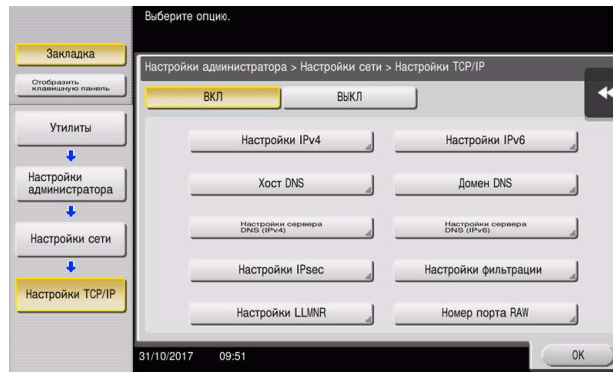 Выберите опцию.
Закладка
Отобразить
клавишную панель
Утилиты
Настройки
администратора
Настройки сети
Настройки TCP/IP
Настройки администратора > Настройки сети > Настройки TCP/IP
ВКЛ
ВЫКЛ
Настройки IPv4
Настройки IPv6
Хост DNS
Домен DNS
Настройки сервера
DNS (IPv4)
Настройки сервера
DNS (IPv6)
Настройки IPsec
Настройки фильтрации
Настройки LLMNR
Номер порта RAW
31/10/2017 09:51
OK